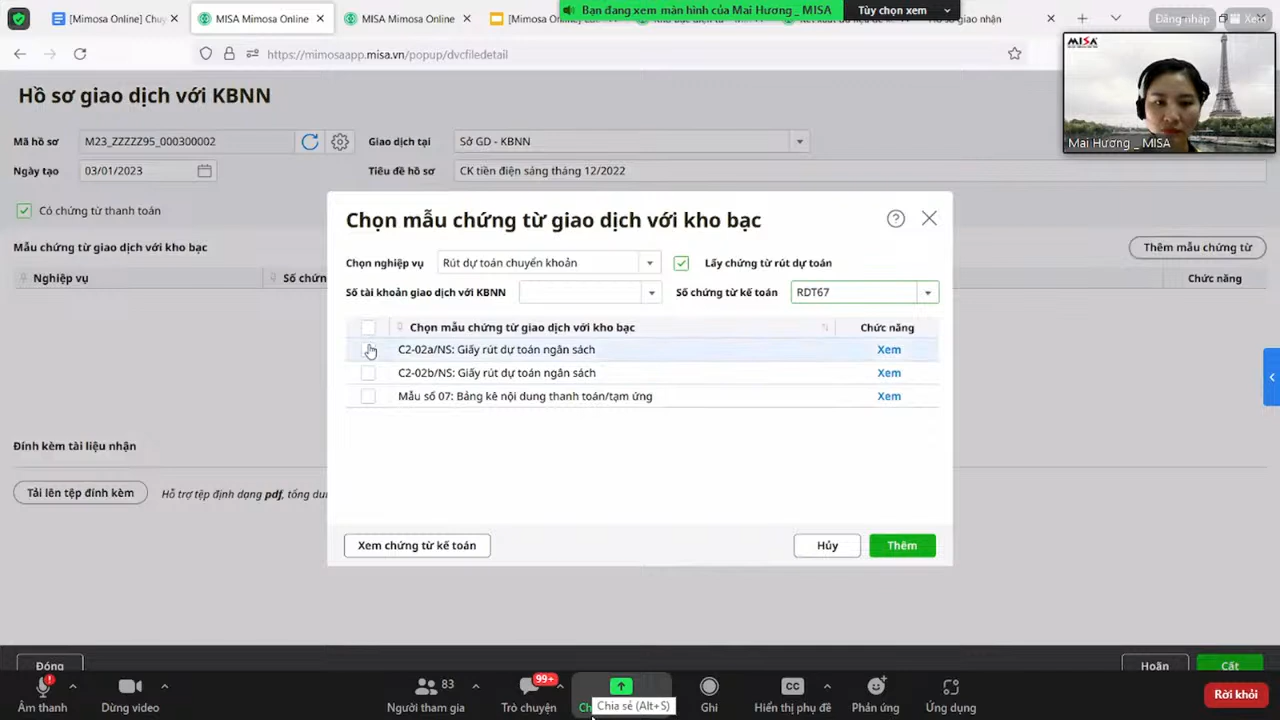 [Mimosa Online] Chuy
MISA Mimosa Online
MISA Mimosa Online
[Mimosa Online]
Bạn đang xem màn hình của Mai Hương _ MISA
Tùy chọn xem
Đăng nhập
Xem
https://mimosaapp.misa.vn/popup/dvcfiledetail
MISA
Mai Hương _ MISA
Hồ sơ giao dịch với KBNN
Mã hồ sơ
M23_ZZZZZ95_000300002
Giao dịch tại
Sở GD - KBNN
Ngày tạo
03/01/2023
Tiêu đề hồ sơ
CK tiền điện sáng tháng 12/2022
Có chứng từ thanh toán
Mẫu chứng từ giao dịch với kho bạc
Thêm mẫu chứng từ
Nghiệp vụ
Số chứn
Chức năng
Chọn mẫu chứng từ giao dịch với kho bạc
Chọn nghiệp vụ
Rút dự toán chuyển khoản
Lấy chứng từ rút dự toán
Số tài khoản giao dịch với KBNN
Số chứng từ kế toán
RDT67
Chọn mẫu chứng từ giao dịch với kho bạc
Chức năng
C2-02a/NS: Giấy rút dự toán ngân sách
Xem
C2-02b/NS: Giấy rút dự toán ngân sách
Xem
Mẫu số 07: Bảng kê nội dung thanh toán/tạm ứng
Xem
Đính kèm tài liệu nhận
Tải lên tệp đính kèm
Hỗ trợ tệp định dạng pdf, tổng dun
Xem chứng từ kế toán
Hủy
Thêm
Đóng
Hoãn
Cất
Âm thanh
Dừng video
83
Người tham gia
99+
Trò chuyện
Chia sẻ (Alt+S)
Ghi
CC
Hiển thị phụ đề
Phản ứng
Ứng dụng
Rời khỏi